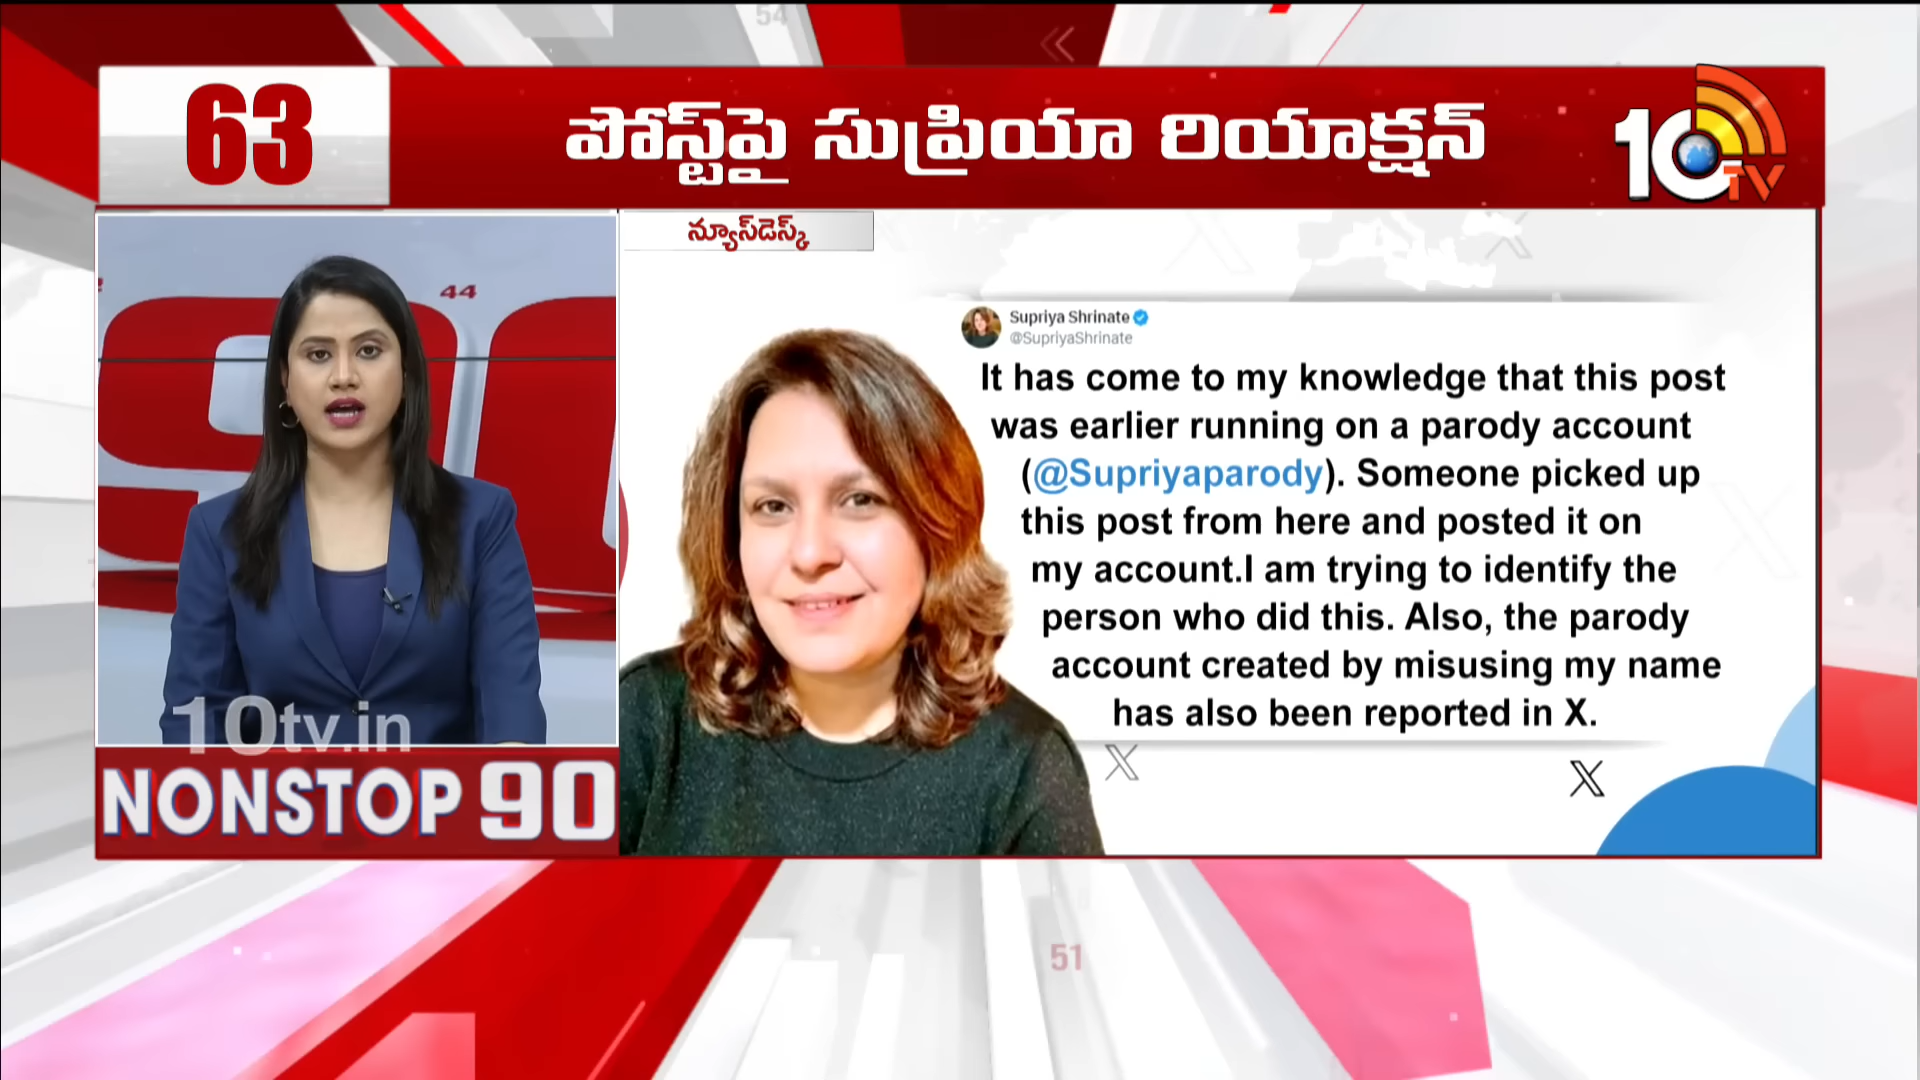 54
63
పోస్ట్‌పై సుప్రియా రియాక్షన్
10TV
న్యూస్‌డెస్క్
44
Supriya Shrinate
@SupriyaShrinate
It has come to my knowledge that this post
was earlier running on a parody account
(@Supriyaparody). Someone picked up
this post from here and posted it on
my account.I am trying to identify the
person who did this. Also, the parody
account created by misusing my name
has also been reported in X.
10tv.in
NONSTOP 90
51